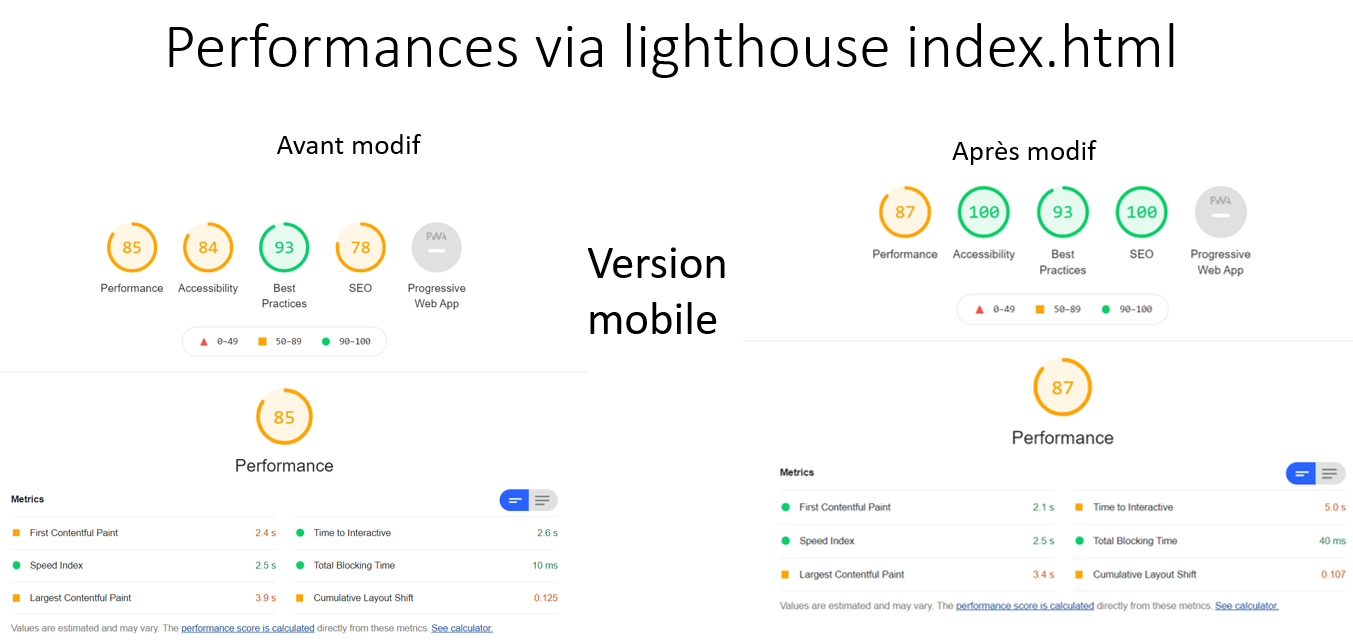 Performances via lighthouse index.html
Avant modif
85 84 93 78 PWA
Performance Accessibility Best Practices SEO Progressive Web App
0–49 50–89 90–100
85
Performance
Metrics
First Contentful Paint 2.4 s Time to Interactive 2.6 s
Speed Index 2.5 s Total Blocking Time 10 ms
Largest Contentful Paint 3.9 s Cumulative Layout Shift 0.125
Values are estimated and may vary. The performance score is calculated directly from these metrics. See calculator.
Version
mobile
Après modif
87 100 93 100 PWA
Performance Accessibility Best Practices SEO Progressive Web App
0–49 50–89 90–100
87
Performance
Metrics
First Contentful Paint 2.1 s Time to Interactive 5.0 s
Speed Index 2.5 s Total Blocking Time 40 ms
Largest Contentful Paint 3.4 s Cumulative Layout Shift 0.107
Values are estimated and may vary. The performance score is calculated directly from these metrics. See calculator.